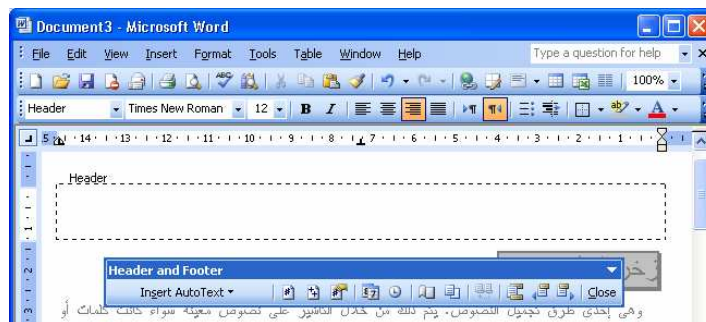 Document3 - Microsoft Word
File Edit View Insert Format Tools Table Window Help Type a question for help
100%
Header Times New Roman 12 B I A
5 14 13 12 11 10 9 8 7 6 5 4 3 2 1 1
Header
Header and Footer
Insert AutoText Close
وهي إحدى طرق تجميل النصوص. يتم ذلك من خلال التأشير على نصوص معينة سواء كانت كلمات أو